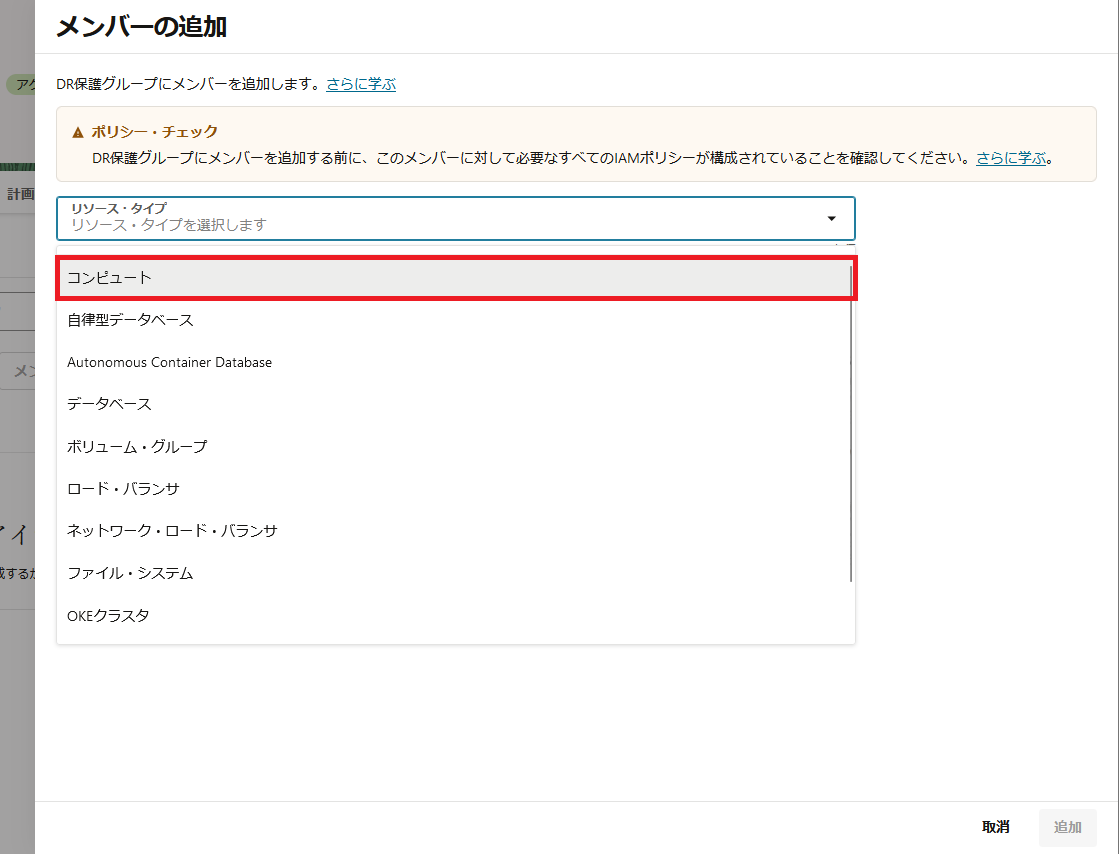 メンバーの追加
DR保護グループにメンバーを追加します。さらに学ぶ
ポリシー・チェック
DR保護グループにメンバーを追加する前に、このメンバーに対して必要なすべてのIAMポリシーが構成されていることを確認してください。さらに学ぶ。
計画
リソース・タイプ
リソース・タイプを選択します
コンピュート
自律型データベース
Autonomous Container Database
データベース
ボリューム・グループ
ロード・バランサ
ネットワーク・ロード・バランサ
ファイル・システム
OKEクラスタ
取消
追加